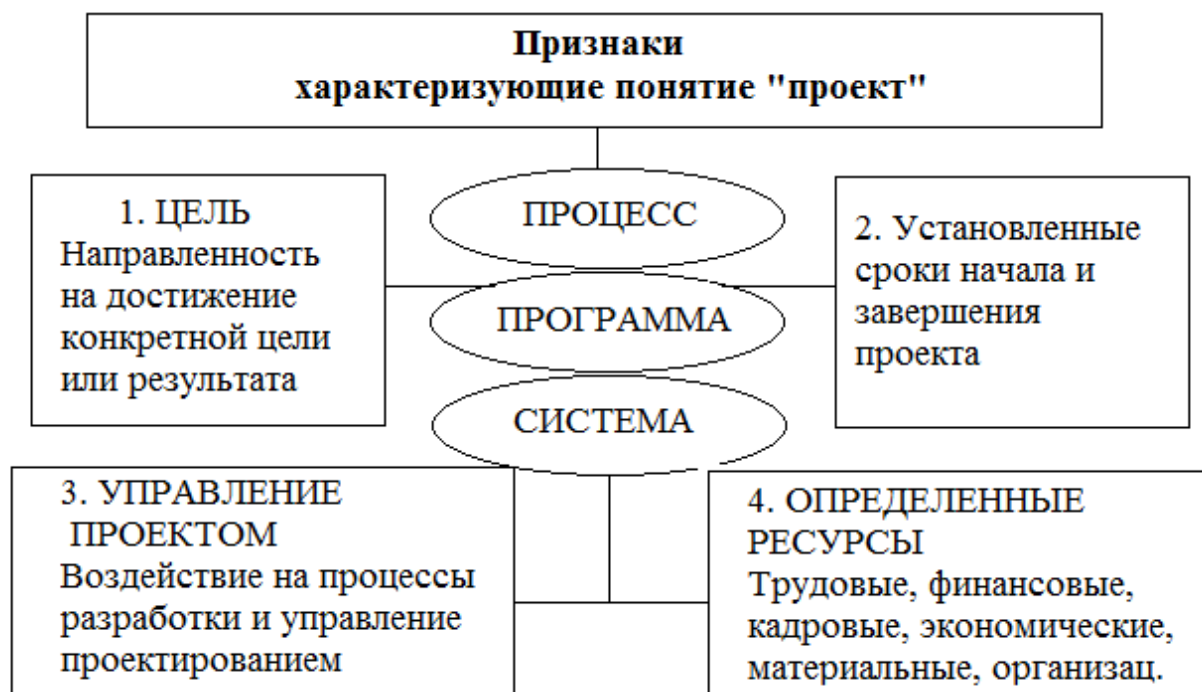 Признаки
характеризующие понятие "проект"
ПРОЦЕСС
1. ЦЕЛЬ
Направленность
на достижение
конкретной цели
или результата
2. Установленные
сроки начала и
завершения
проекта
ПРОГРАММА
СИСТЕМА
3. УПРАВЛЕНИЕ
ПРОЕКТОМ
Воздействие на процессы
разработки и управление
проектированием
4. ОПРЕДЕЛЕННЫЕ
РЕСУРСЫ
Трудовые, финансовые,
кадровые, экономические,
материальные, организац.